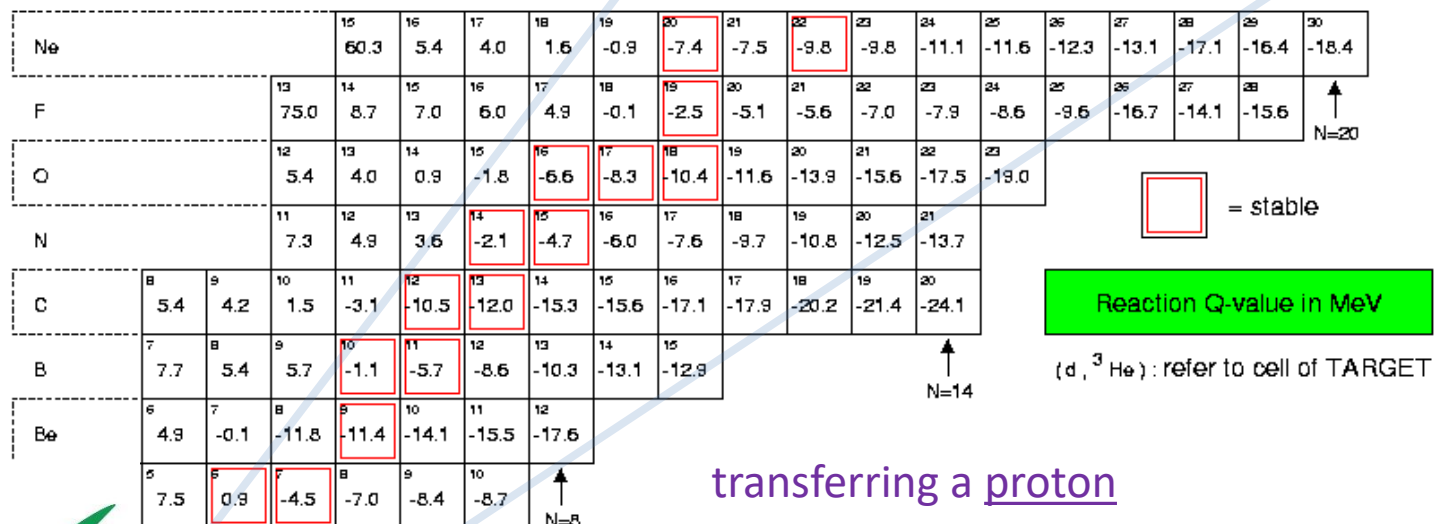 15 16 17 18 19 20 21 22 23 24 25 26 27 28 29 30
Ne 60.3 5.4 4.0 1.6 -0.9 -7.4 -7.5 -9.8 -9.8 -11.1 -11.6 -12.3 -13.1 -17.1 -16.4 -18.4
13 14 15 16 17 18 19 20 21 22 23 24 25 26 27 28
F 75.0 8.7 7.0 6.0 4.9 -0.1 -2.5 -5.1 -5.6 -7.0 -7.9 -8.6 -9.6 -16.7 -14.1 -15.6
N=20
12 13 14 15 16 17 18 19 20 21 22 23
O 5.4 4.0 0.9 -1.8 -6.6 -8.3 -10.4 -11.6 -13.9 -15.6 -17.5 -19.0
= stable
11 12 13 14 15 16 17 18 19 20 21
N 7.3 4.9 3.6 -2.1 -4.7 -6.0 -7.6 -9.7 -10.8 -12.5 -13.7
8 9 10 11 12 13 14 15 16 17 18 19 20
C 5.4 4.2 1.5 -3.1 -10.5 -12.0 -15.3 -15.6 -17.1 -17.9 -20.2 -21.4 -24.1
Reaction Q-value in MeV
7 8 9 10 11 12 13 14 15
B 7.7 5.4 5.7 -1.1 -5.7 -8.6 -10.3 -13.1 -12.9
(d, ³He): refer to cell of TARGET
N=14
6 7 8 9 10 11 12
Be 4.9 -0.1 -11.8 -11.4 -14.1 -15.5 -17.6
5 6 7 8 9 10
7.5 0.9 -4.5 -7.0 -8.4 -8.7
transferring a proton
N=8